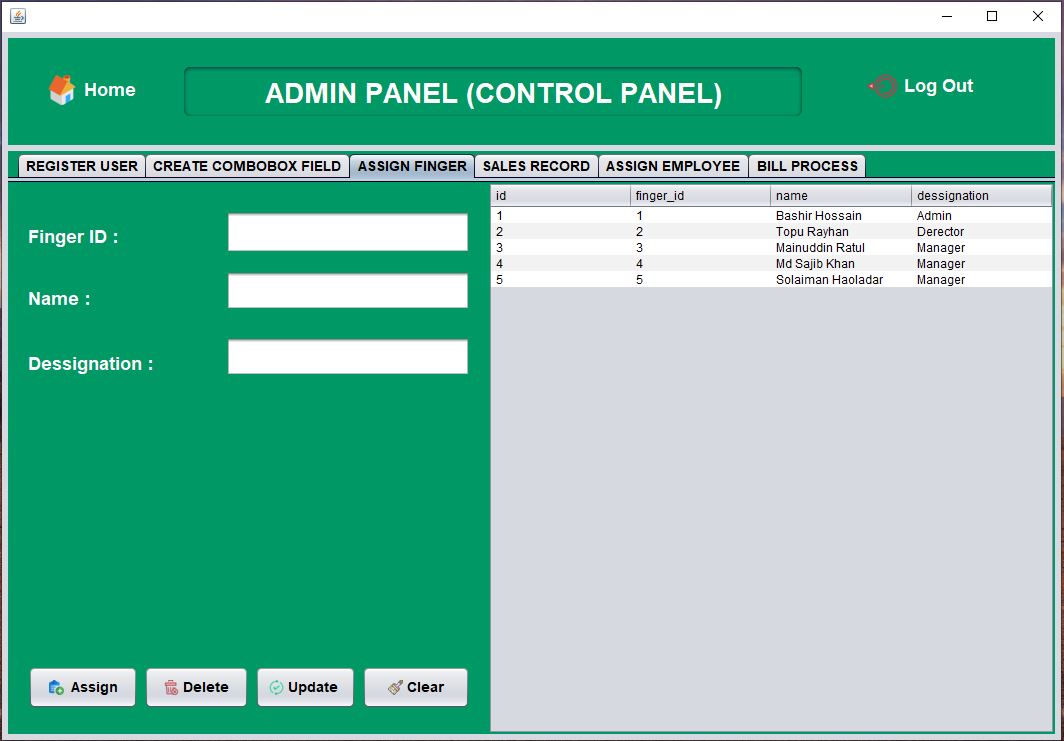 Home
ADMIN PANEL (CONTROL PANEL)
Log Out
REGISTER USER CREATE COMBOBOX FIELD ASSIGN FINGER SALES RECORD ASSIGN EMPLOYEE BILL PROCESS
Finger ID :
Name :
Dessignation :
id finger_id name dessignation
1 1 Bashir Hossain Admin
2 2 Topu Rayhan Derector
3 3 Mainuddin Ratul Manager
4 4 Md Sajib Khan Manager
5 5 Solaiman Haoladar Manager
Assign Delete Update Clear